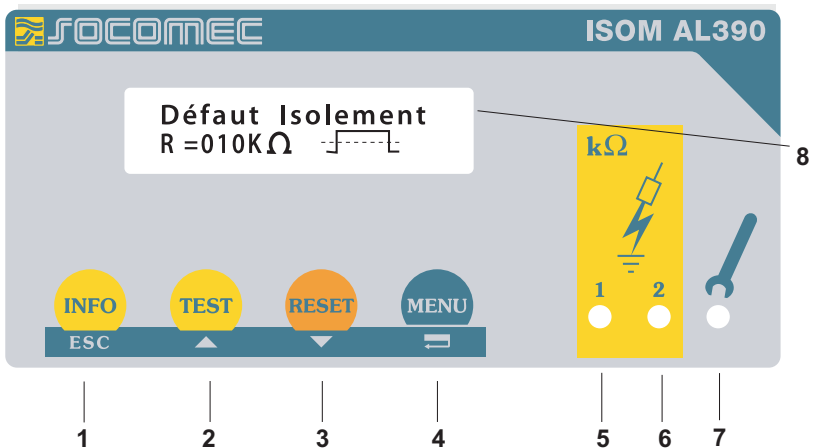 SOCOMEC
ISOM AL390
Défaut Isolement
R =010KΩ
8
kΩ
1 2
INFO TEST RESET MENU
ESC
1 2 3 4 5 6 7